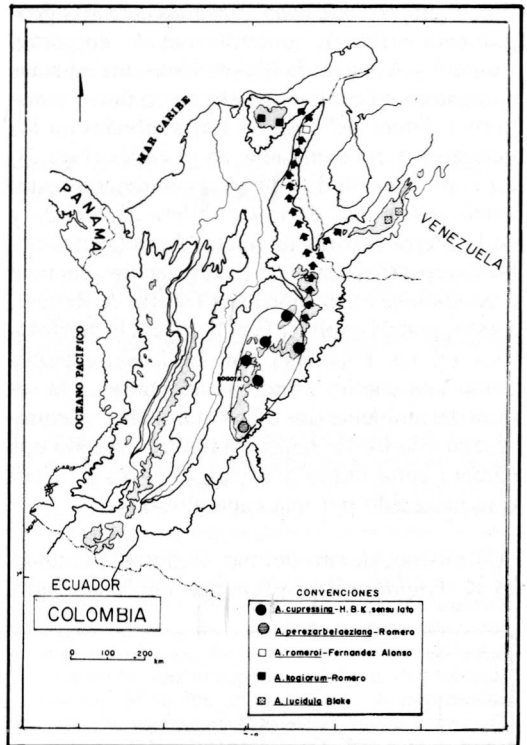 MAR CARIBE
PANAMA
VENEZUELA
OCEANO PACIFICO
BOGOTA
ECUADOR
COLOMBIA
0 100 200
km
CONVENCIONES
A. cupressina-H.B.K. sensu lato
A. perezarbelaeziana-Romero
A. romeroi-Fernandez Alonso
A. kogiorum-Romero
A. lucidula Blake